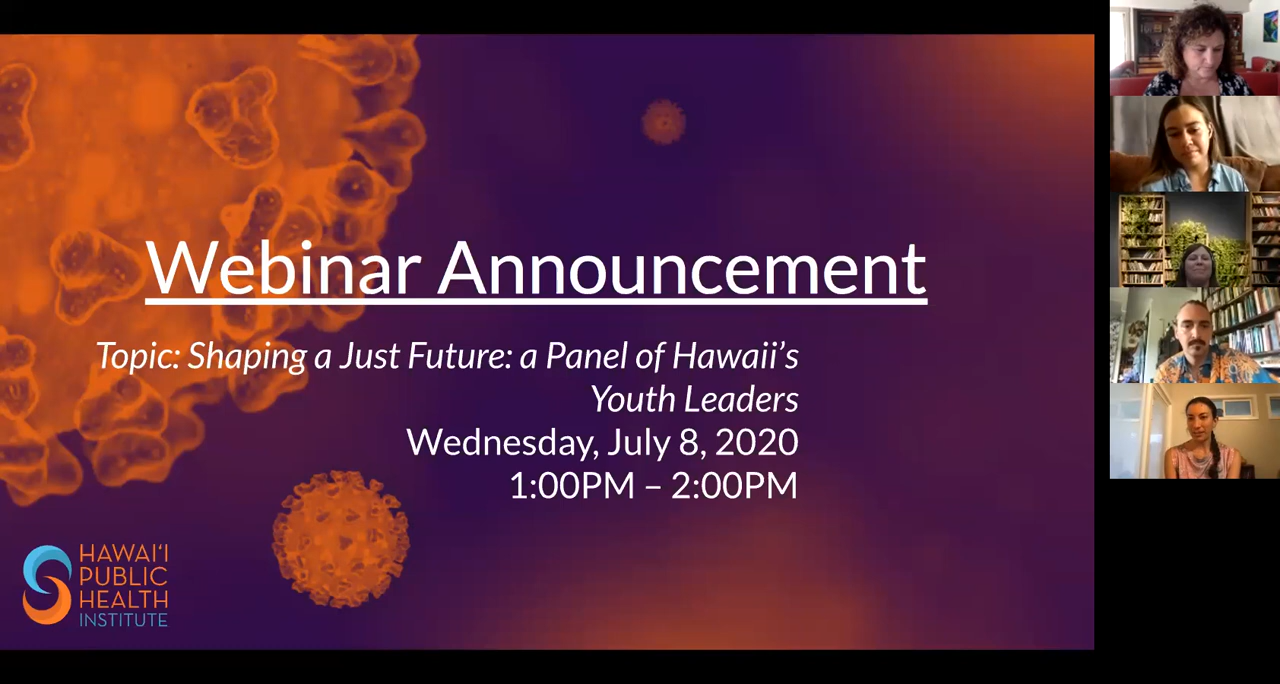 Webinar Announcement
Topic: Shaping a Just Future: a Panel of Hawaii’s
Youth Leaders
Wednesday, July 8, 2020
1:00PM – 2:00PM
HAWAI‘I
PUBLIC
HEALTH
INSTITUTE